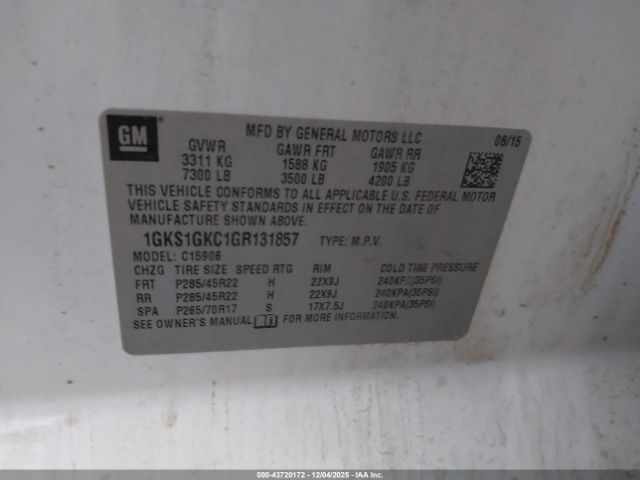 GM
MFD BY GENERAL MOTORS LLC 08/15
GVWR GAWR FRT GAWR RR
3311 KG 1588 KG 1905 KG
7300 LB 3500 LB 4200 LB
THIS VEHICLE CONFORMS TO ALL APPLICABLE U.S. FEDERAL MOTOR
VEHICLE SAFETY STANDARDS IN EFFECT ON THE DATE OF
MANUFACTURE SHOWN ABOVE.
1GKS1GKC1GR131857 TYPE: M.P.V.
MODEL: C15906
CHZG TIRE SIZE SPEED RTG RIM COLD TIRE PRESSURE
FRT P285/45R22 H 22X9J 240KPA(35PSI)
RR P285/45R22 H 22X9J 240KPA(35PSI)
SPA P265/70R17 S 17X7.5J 240KPA(35PSI)
SEE OWNER'S MANUAL FOR MORE INFORMATION.
000-43720172 - 12/04/2025 - IAAI.COM